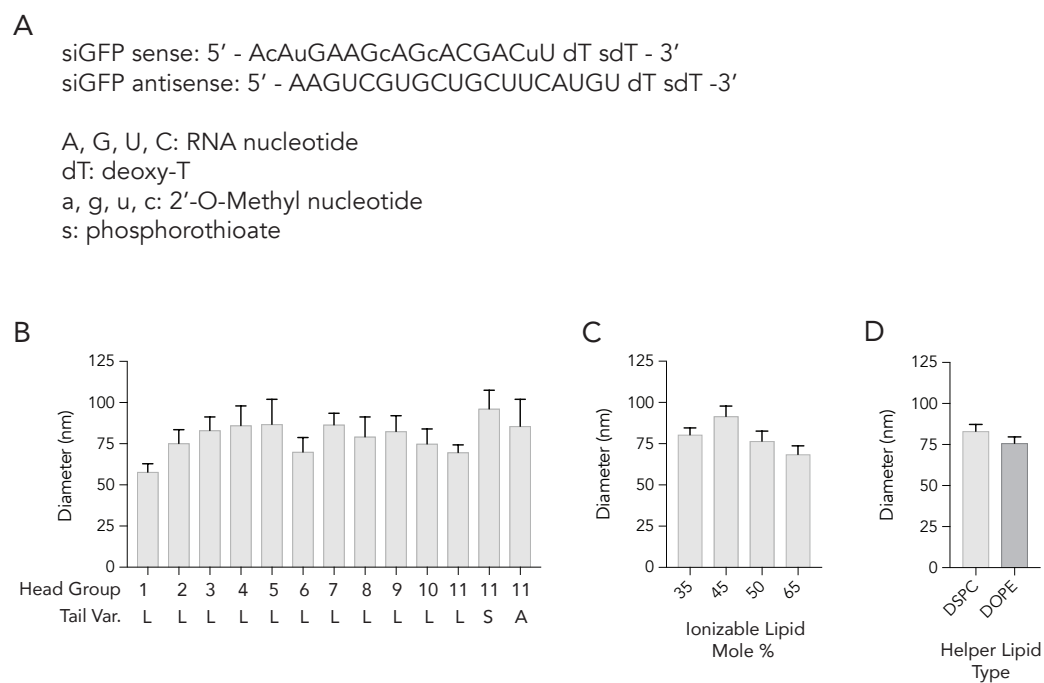 A
siGFP sense: 5’ - AcAuGAAGcAGcACGACuU dT sdT - 3’
siGFP antisense: 5’ - AAGUCGUGCUGCUUCAUGU dT sdT -3’
A, G, U, C: RNA nucleotide
dT: deoxy-T
a, g, u, c: 2’-O-Methyl nucleotide
s: phosphorothioate
B
125
100
75
50
25
0
Diameter (nm)
Head Group 1 2 3 4 5 6 7 8 9 10 11 11 11
Tail Var. L L L L L L L L L L L S A
C
125
100
75
50
25
0
Diameter (nm)
35 45 50 65
Ionizable Lipid
Mole %
D
125
100
75
50
25
0
Diameter (nm)
DSPC DOPE
Helper Lipid
Type